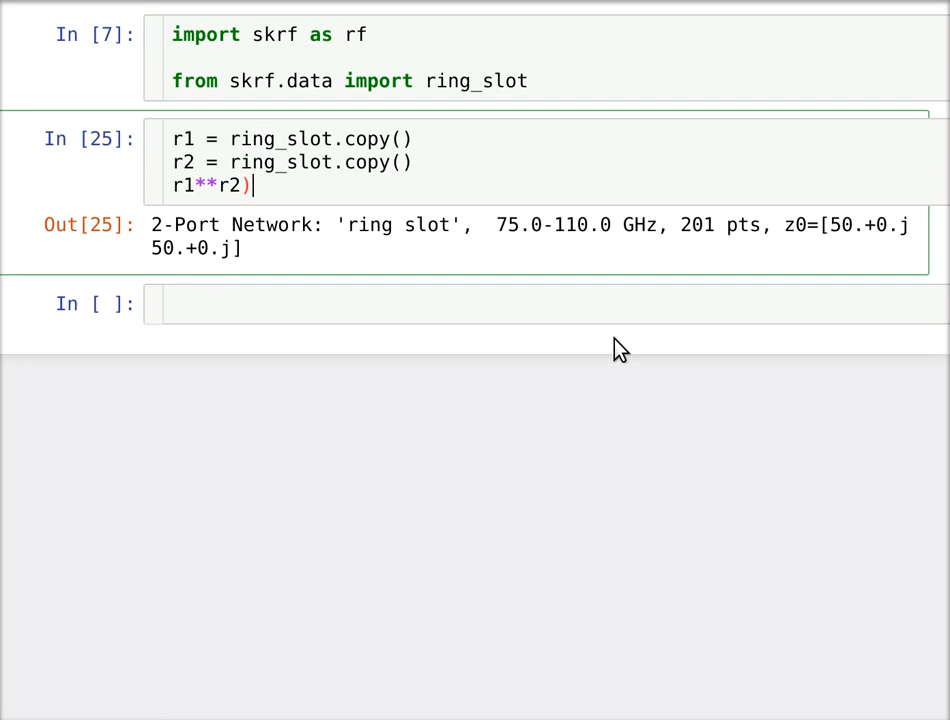 In [7]: import skrf as rf
from skrf.data import ring_slot
In [25]: r1 = ring_slot.copy()
r2 = ring_slot.copy()
r1**r2)
Out[25]: 2-Port Network: 'ring slot',  75.0-110.0 GHz, 201 pts, z0=[50.+0.j
50.+0.j]
In [ ]: